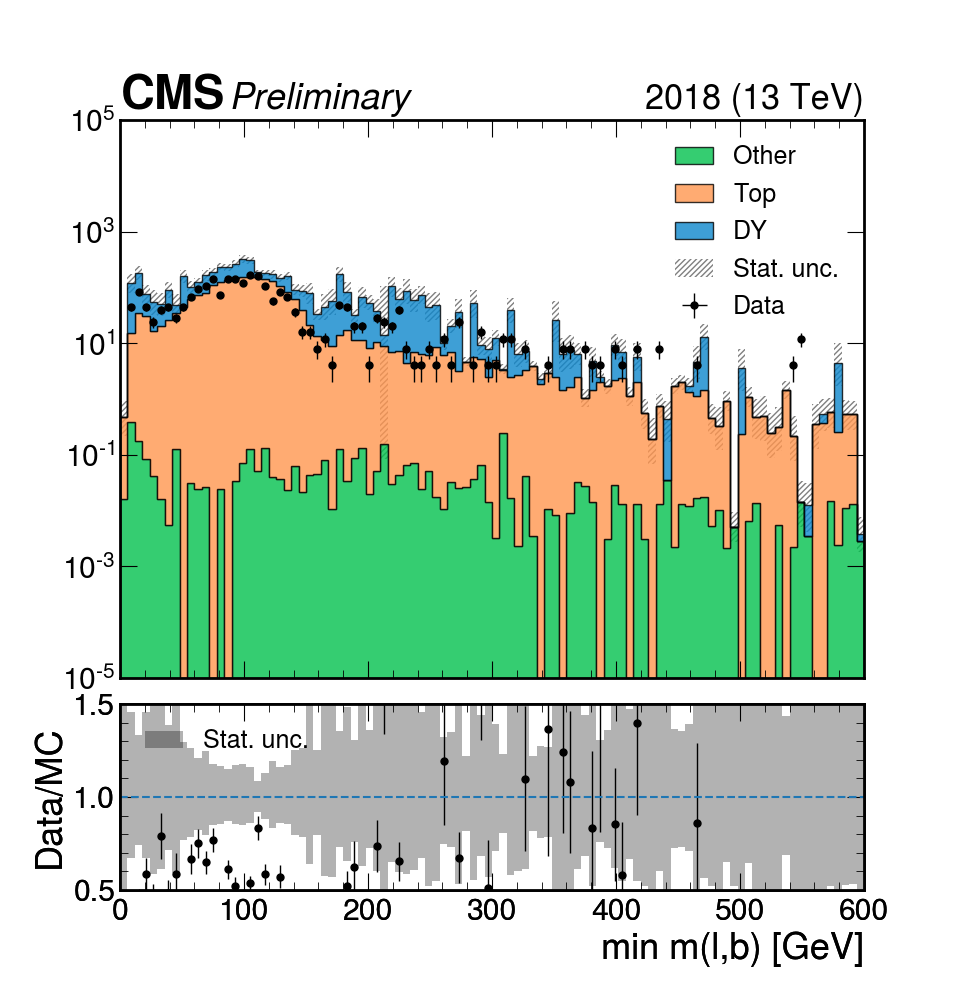 CMS Preliminary 2018 (13 TeV)
10^5
10^3
10^1
10^-1
10^-3
10^-5
Other
Top
DY
Stat. unc.
Data
Data/MC
1.5
1.0
0.5
Stat. unc.
0 100 200 300 400 500 600
min m(l,b) [GeV]